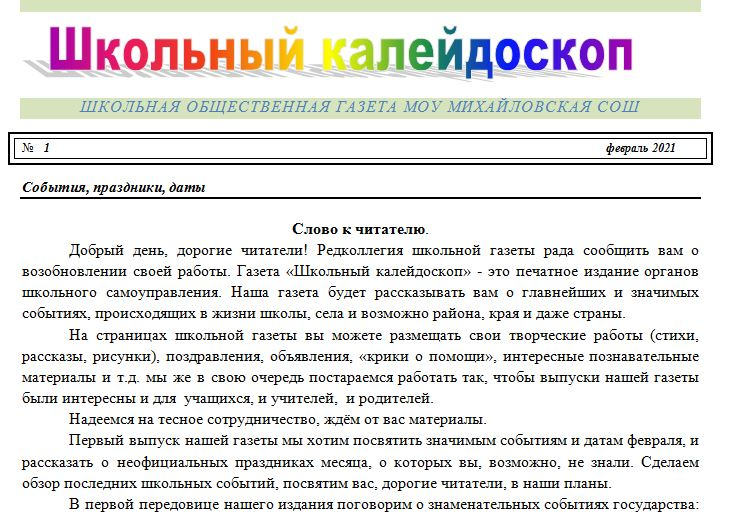 Школьный калейдоскоп
ШКОЛЬНАЯ ОБЩЕСТВЕННАЯ ГАЗЕТА МОУ МИХАЙЛОВСКАЯ СОШ
№ 1 февраль 2021
События, праздники, даты
Слово к читателю.
Добрый день, дорогие читатели! Редколлегия школьной газеты рада сообщить вам о
возобновлении своей работы. Газета «Школьный калейдоскоп» - это печатное издание органов
школьного самоуправления. Наша газета будет рассказывать вам о главнейших и значимых
событиях, происходящих в жизни школы, села и возможно района, края и даже страны.
На страницах школьной газеты вы можете размещать свои творческие работы (стихи,
рассказы, рисунки), поздравления, объявления, «крики о помощи», интересные познавательные
материалы и т.д. мы же в свою очередь постараемся работать так, чтобы выпуски нашей газеты
были интересны и для учащихся, и учителей, и родителей.
Надеемся на тесное сотрудничество, ждём от вас материалы.
Первый выпуск нашей газеты мы хотим посвятить значимым событиям и датам февраля, и
рассказать о неофициальных праздниках месяца, о которых вы, возможно, не знали. Сделаем
обзор последних школьных событий, посвятим вас, дорогие читатели, в наши планы.
В первой передовице нашего издания поговорим о знаменательных событиях государства: